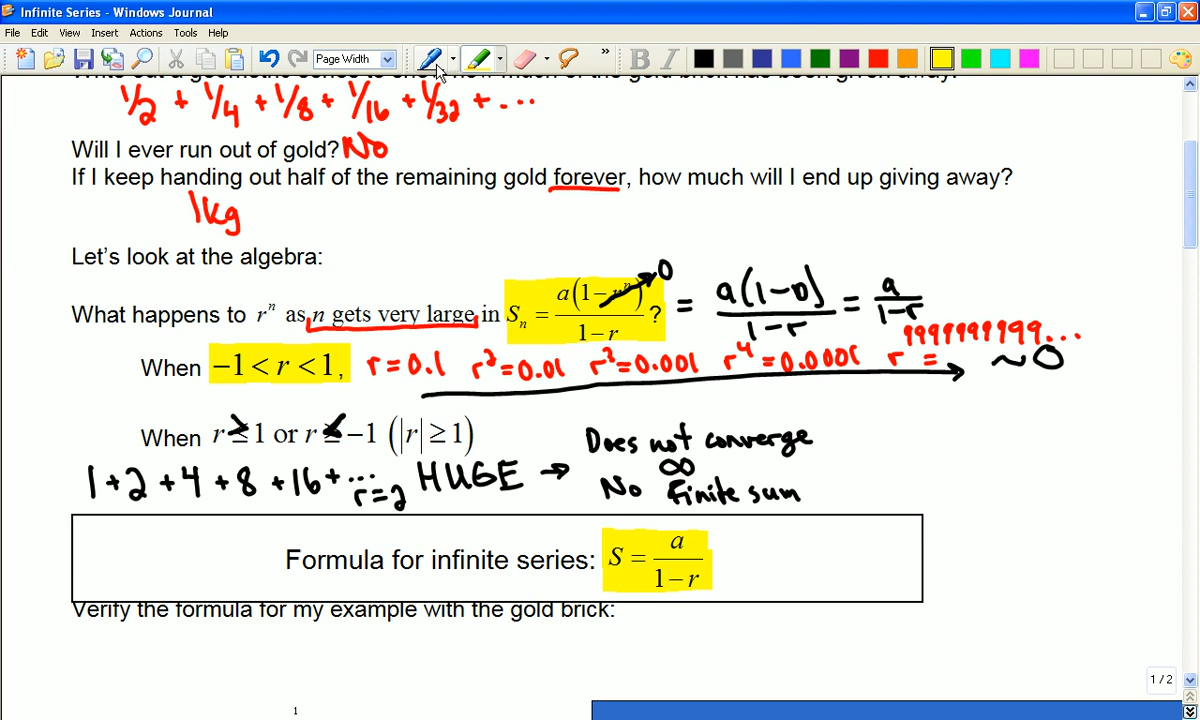 Infinite Series - Windows Journal
File Edit View Insert Actions Tools Help
Page Width
1/2 + 1/4 + 1/8 + 1/16 + 1/32 + ...
Will I ever run out of gold? No
If I keep handing out half of the remaining gold forever, how much will I end up giving away?
1kg
Let's look at the algebra:
What happens to rⁿ as n gets very large in Sₙ = a(1−rⁿ)/(1−r) ? → 0 = a(1−0)/(1−r) = a/(1−r)
When −1 < r < 1, r=0.1 r²=0.01 r³=0.001 r⁴=0.0001 r^9999999999... = ~0
When r ≥ 1 or r ≤ −1 (|r| ≥ 1) Does not converge
1+2+4+8+16+... r=2 HUGE → ∞
No finite sum
Formula for infinite series: S = a/(1−r)
Verify the formula for my example with the gold brick:
1 / 2
1